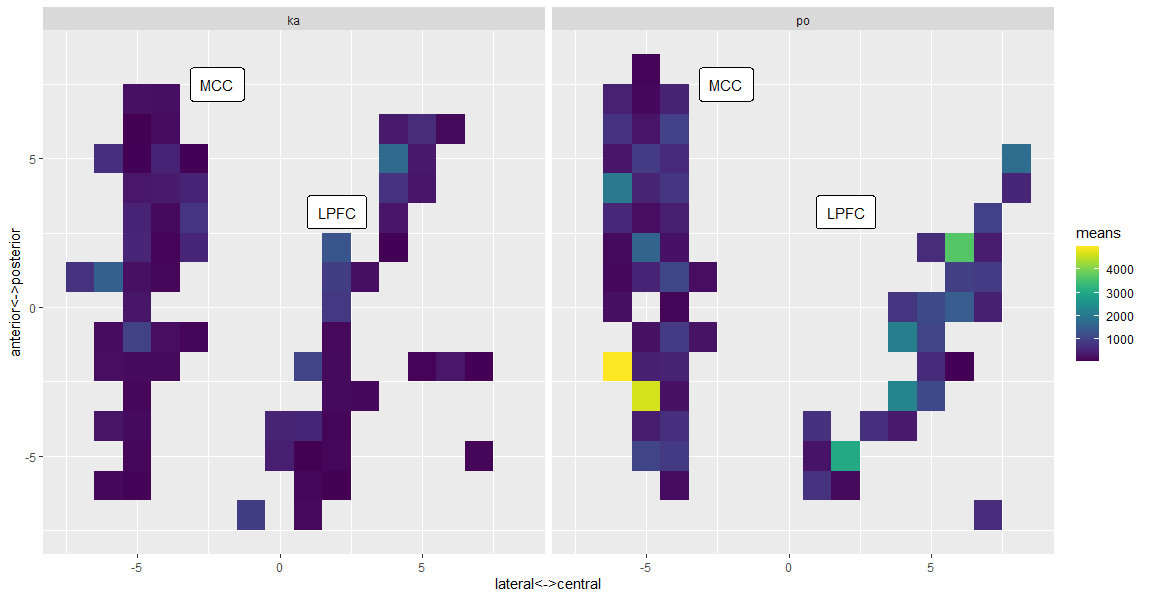 ka
po
MCC
MCC
LPFC
LPFC
anterior<->posterior
5
0
-5
-5
0
5
-5
0
5
lateral<->central
means
4000
3000
2000
1000